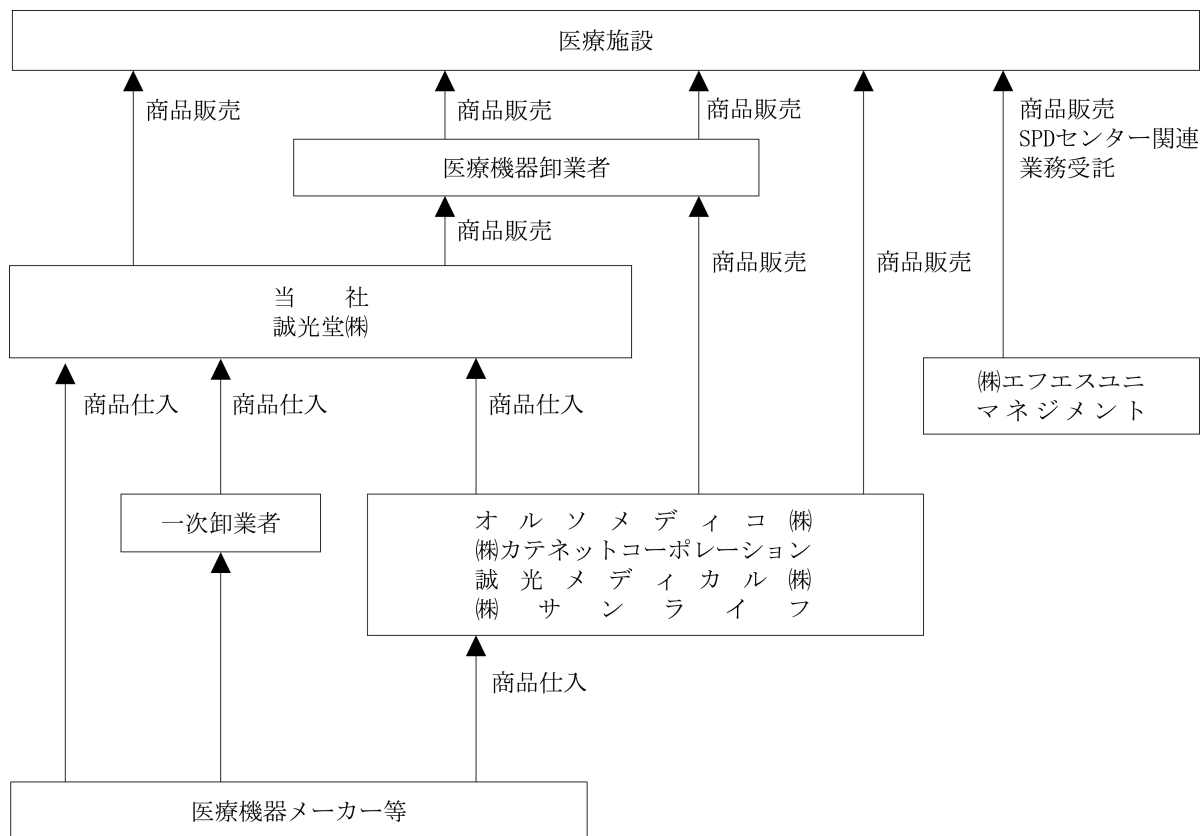 医療施設
商品販売
商品販売
商品販売
商品販売
SPDセンター関連
業務受託
医療機器卸業者
商品販売
商品販売
商品販売
当　　社
誠光堂㈱
㈱エフエスユニ
マネジメント
商品仕入
商品仕入
商品仕入
一次卸業者
オルソメディコ㈱
㈱カテネットコーポレーション
誠光メディカル㈱
㈱サンライフ
商品仕入
医療機器メーカー等